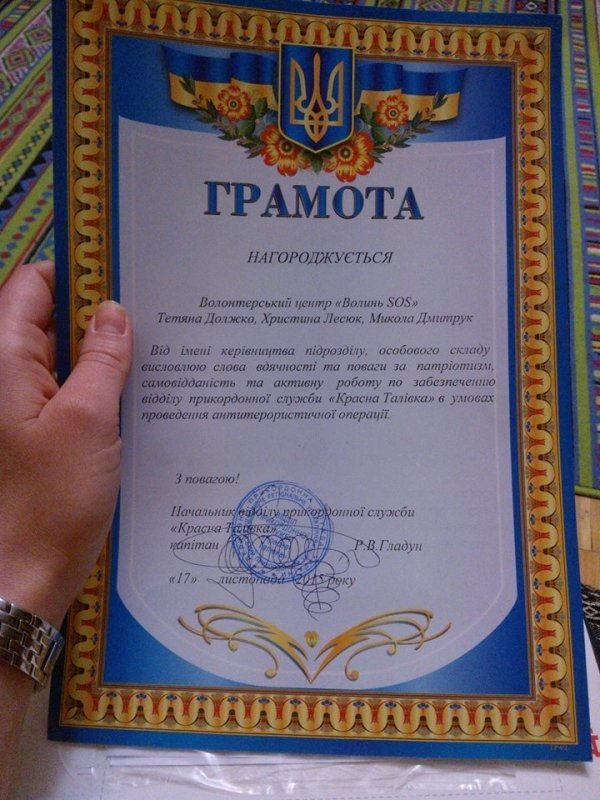 ГРАМОТА
НАГОРОДЖУЄТЬСЯ
Волонтерський центр «Волинь SOS»
Тетяна Должко, Христина Лесюк, Микола Дмитрук
Від імені керівництва підрозділу, особового складу
висловлюю слова вдячності та поваги за патріотизм,
самовідданість та активну роботу по забезпеченню
відділу прикордонної служби «Красна Талівка» в умовах
проведення антитерористичної операції.
З повагою!
Начальник відділу прикордонної служби
«Красна Талівка»
капітан Р.В.Гладун
«17» листопада 2015 року